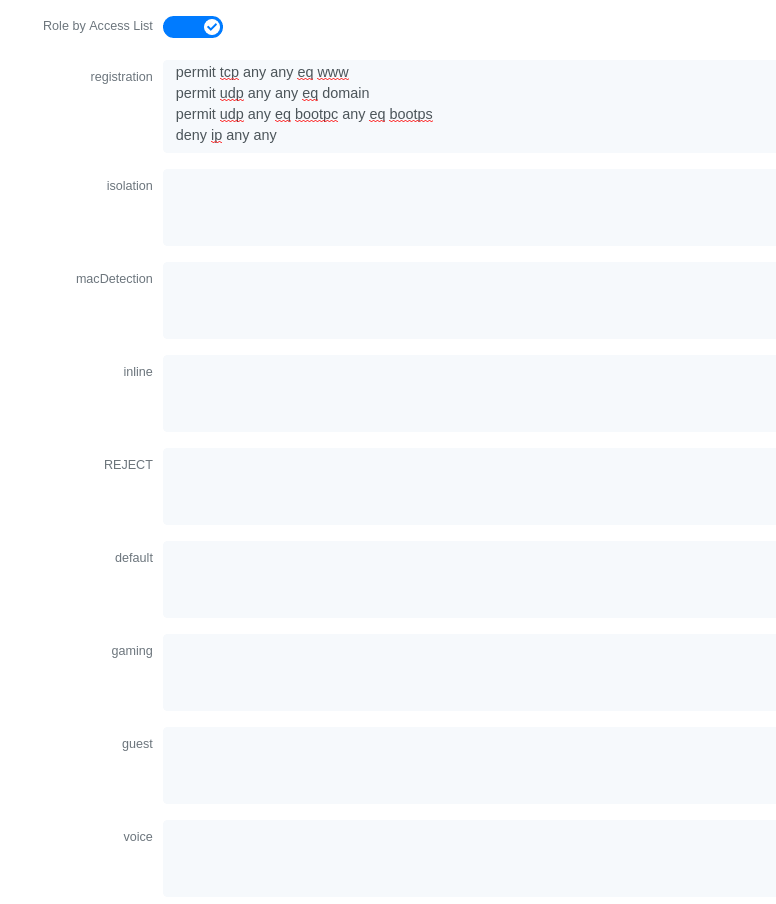 Role by Access List
registration
permit tcp any any eq www
permit udp any any eq domain
permit udp any eq bootpc any eq bootps
deny ip any any
isolation
macDetection
inline
REJECT
default
gaming
guest
voice